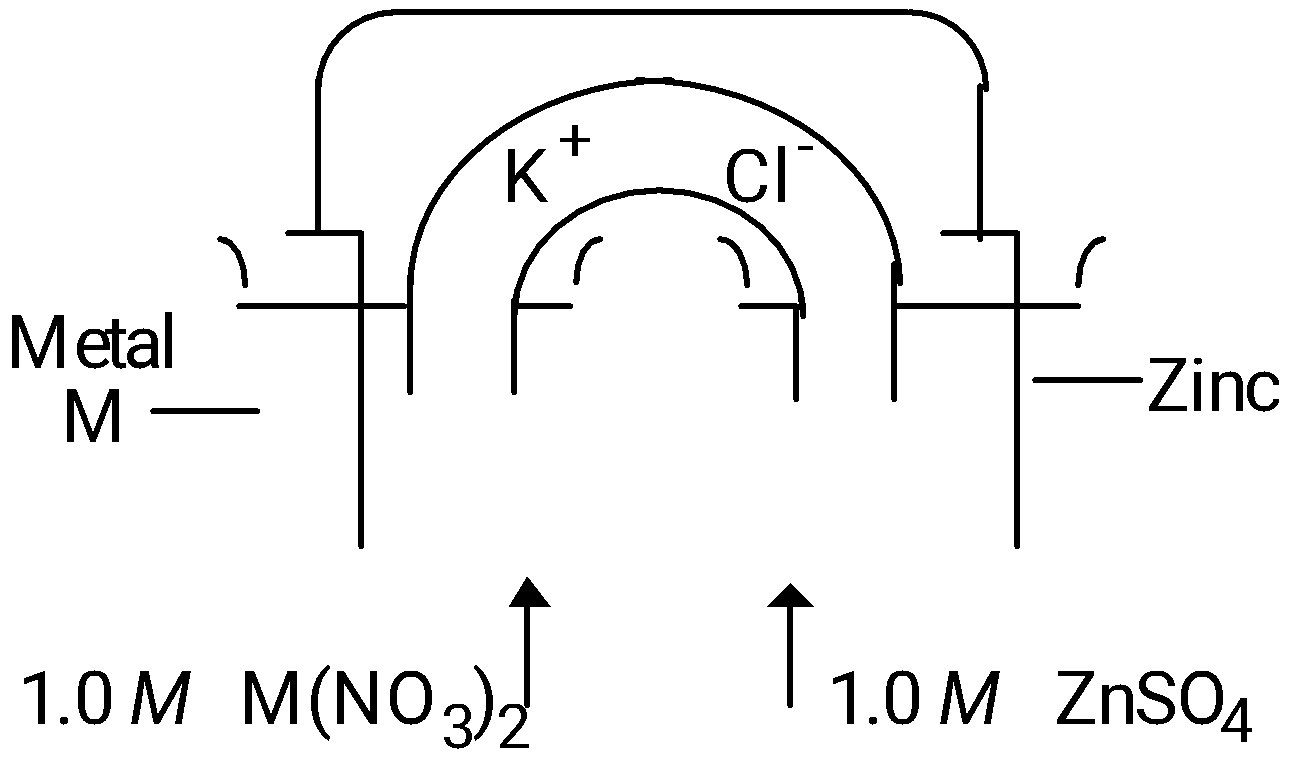 K⁺ Cl⁻
Metal
M
Zinc
1.0 M M(NO₃)₂
1.0 M ZnSO₄